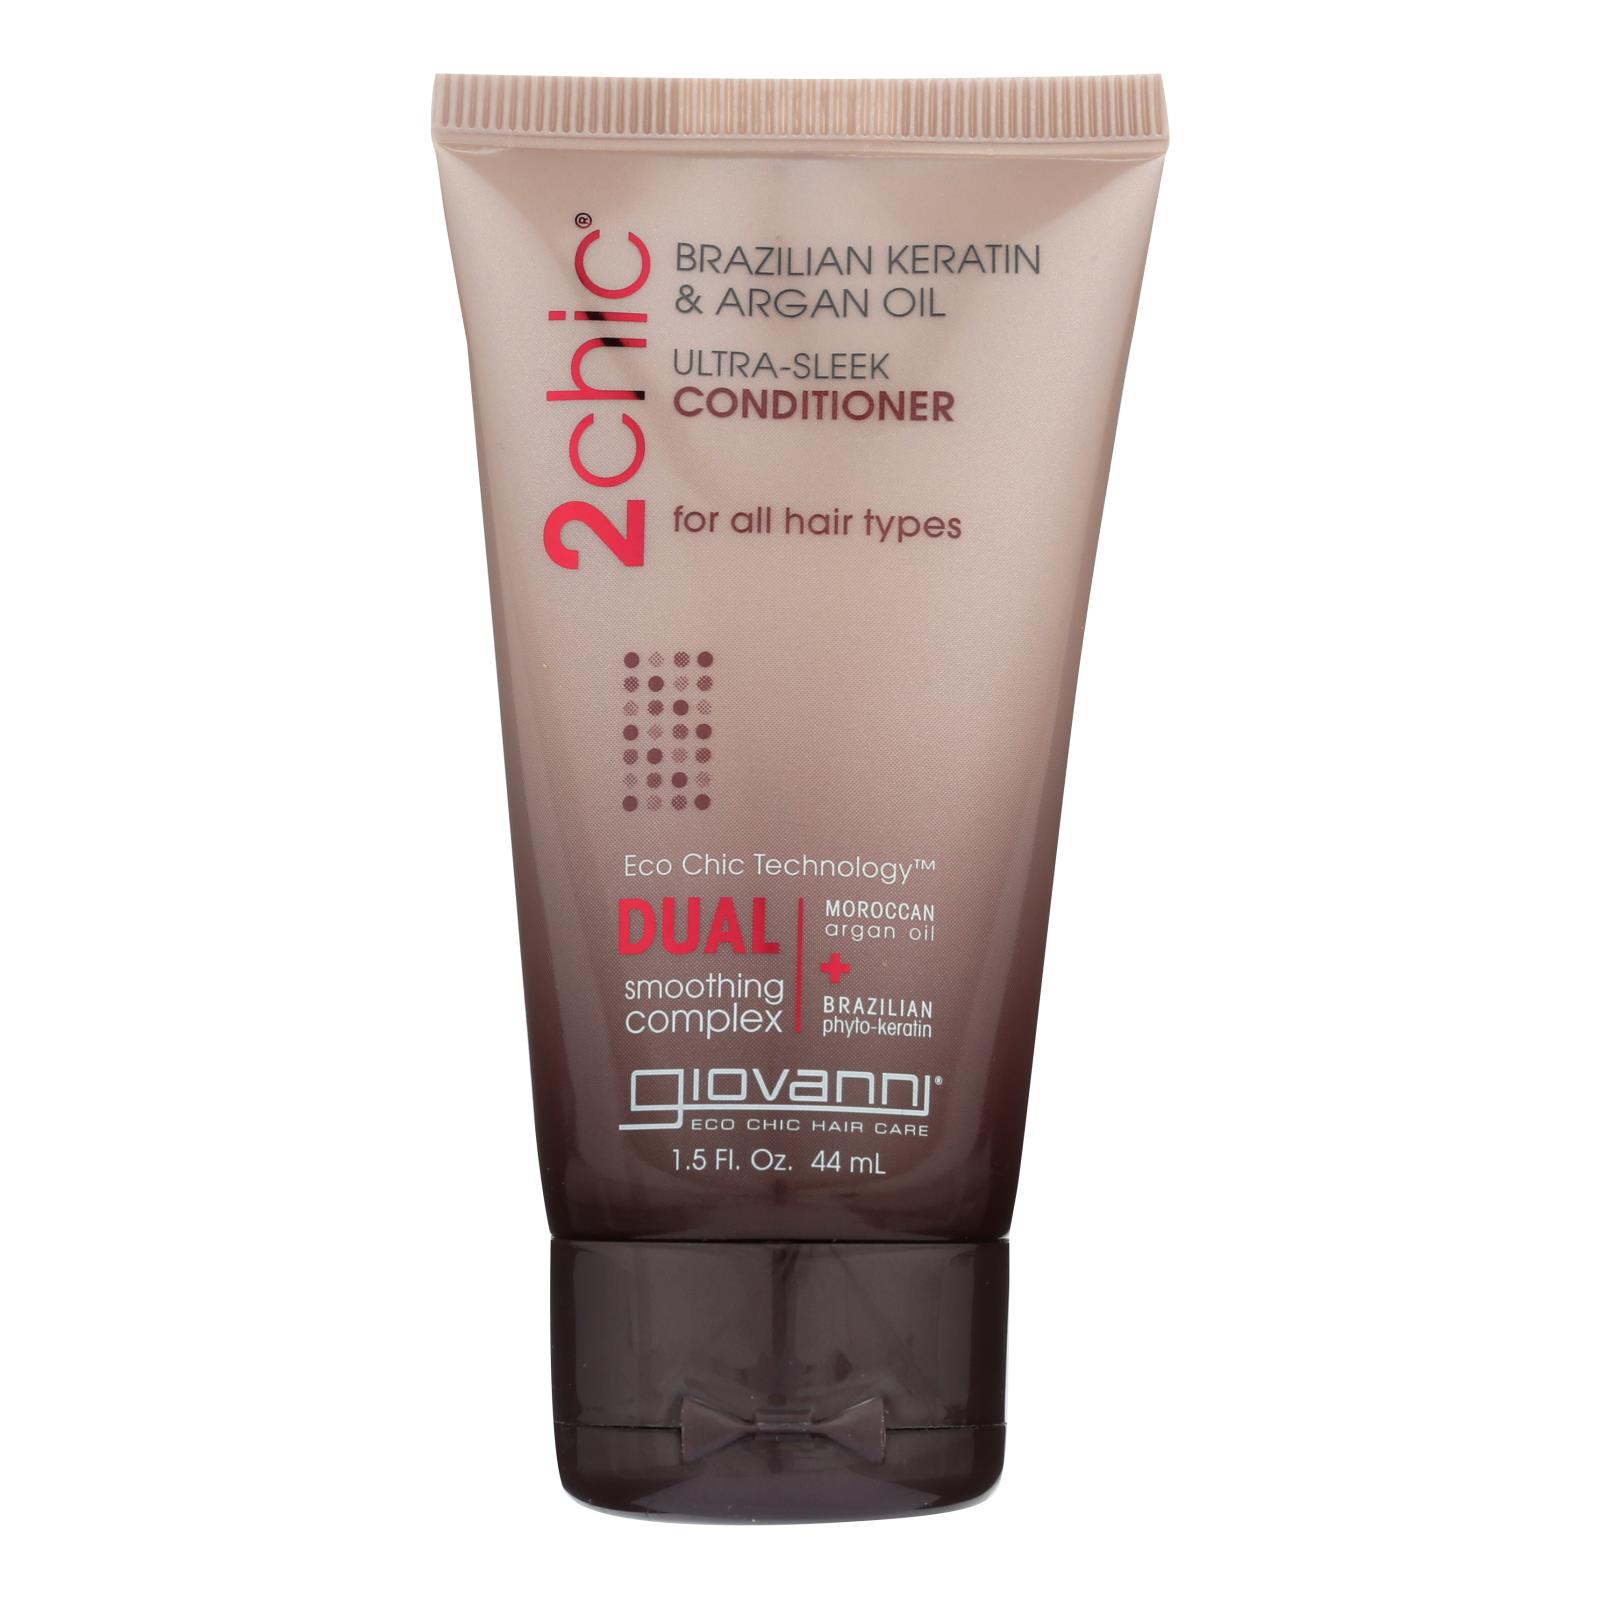 2chic®
BRAZILIAN KERATIN
& ARGAN OIL
ULTRA-SLEEK
CONDITIONER
for all hair types
Eco Chic Technology™
DUAL
smoothing
complex
MOROCCAN
argan oil
+
BRAZILIAN
phyto-keratin
giovanni®
ECO CHIC HAIR CARE
1.5 Fl. Oz. 44 mL